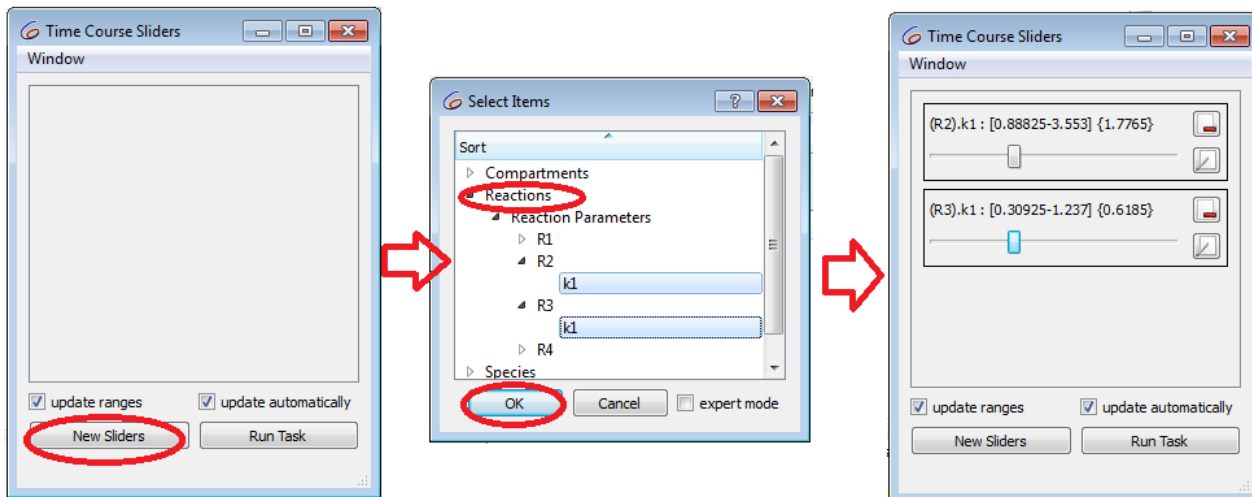 Time Course Sliders
Window
update ranges
update automatically
New Sliders
Run Task
Select Items
Sort
Compartments
Reactions
Reaction Parameters
R1
R2
k1
R3
k1
R4
Species
OK
Cancel
expert mode
Time Course Sliders
Window
(R2).k1 : [0.88825-3.553] {1.7765}
(R3).k1 : [0.30925-1.237] {0.6185}
update ranges
update automatically
New Sliders
Run Task